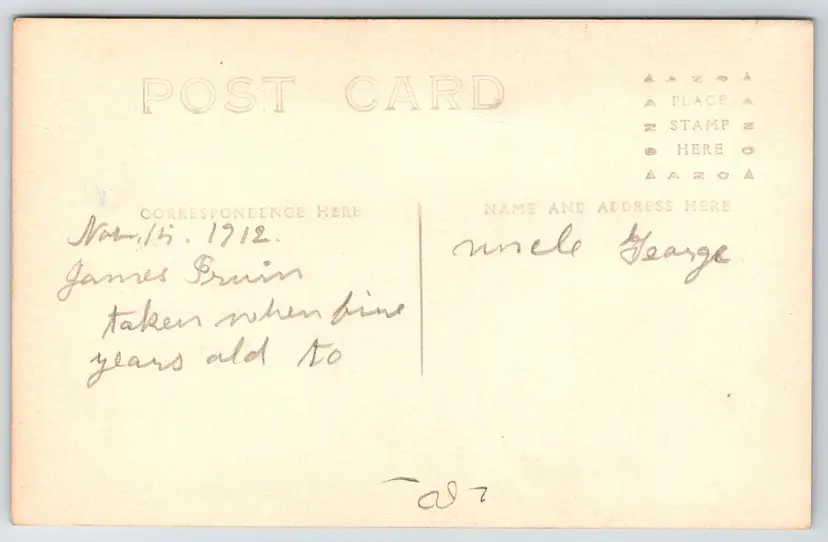 POST CARD
A Z O
PLACE
STAMP
HERE
A Z O
CORRESPONDENCE HERE
NAME AND ADDRESS HERE
Nov. 15. 1912.
James
taken when five
years old to
uncle George